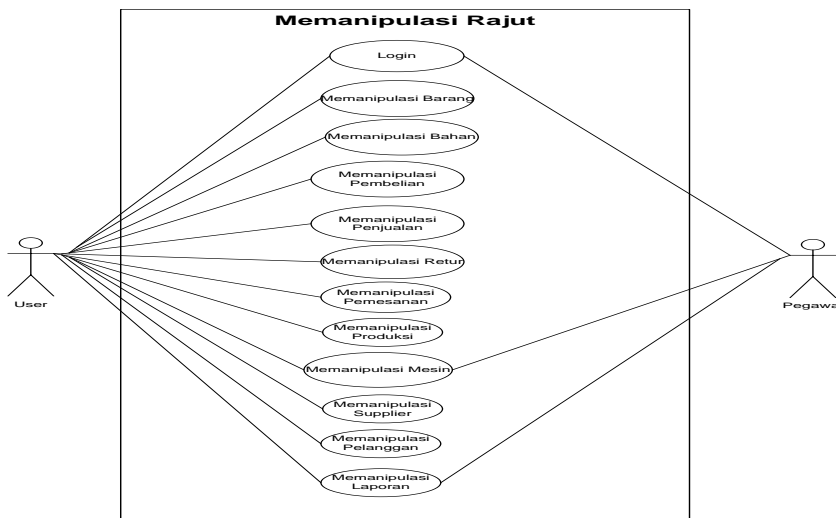 Memanipulasi Rajut
Login
Memanipulasi Barang
Memanipulasi Bahan
Memanipulasi
Pembelian
Memanipulasi
Penjualan
Memanipulasi Retur
Memanipulasi
Pemesanan
Memanipulasi
Produksi
Memanipulasi Mesin
Memanipulasi
Supplier
Memanipulasi
Pelanggan
Memanipulasi
Laporan
User
Pegawa